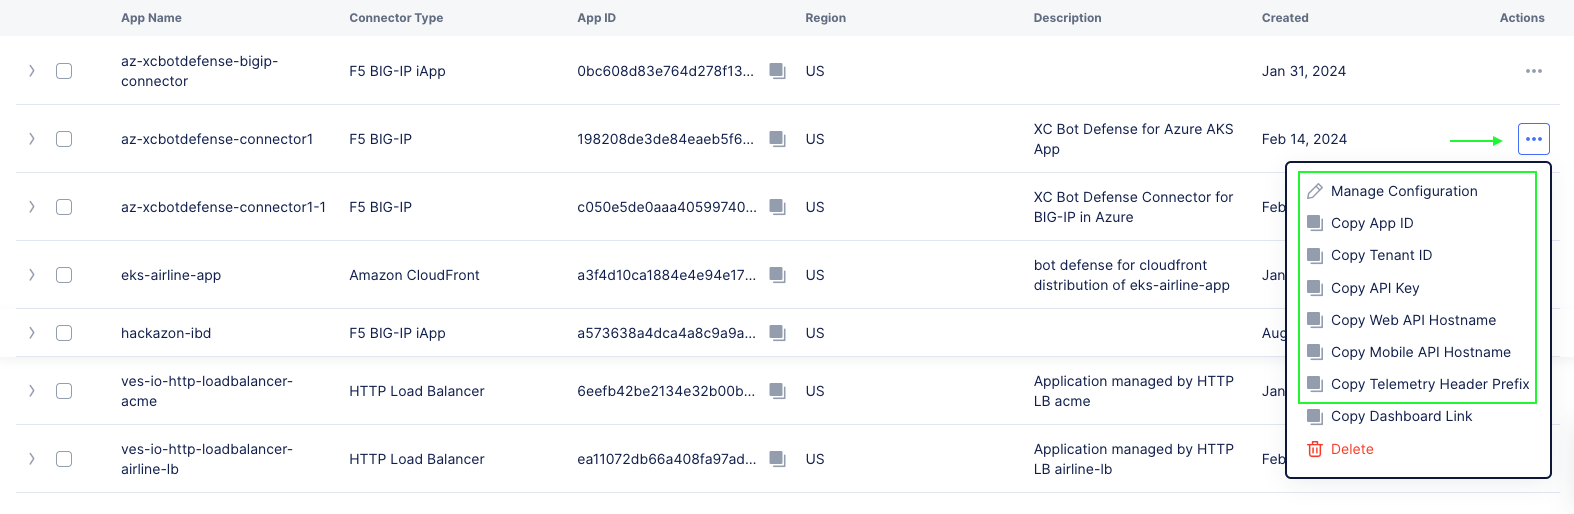 App Name Connector Type App ID Region Description Created Actions
az-xcbotdefense-bigip-
connector
F5 BIG-IP iApp 0bc608d83e764d278f13... US Jan 31, 2024
az-xcbotdefense-connector1 F5 BIG-IP 198208de3de84eaeb5f6... US
XC Bot Defense for Azure AKS
App
Feb 14, 2024
az-xcbotdefense-connector1-1 F5 BIG-IP c050e5de0aaa40599740... US
XC Bot Defense Connector for
BIG-IP in Azure
Feb
eks-airline-app Amazon CloudFront a3f4d10ca1884e4e94e17... US
bot defense for cloudfront
distribution of eks-airline-app
Jan
hackazon-ibd F5 BIG-IP iApp a573638a4dca4a8c9a9a... US Aug
ves-io-http-loadbalancer-
acme
HTTP Load Balancer 6eefb42be2134e32b00b... US
Application managed by HTTP
LB acme
Jan
ves-io-http-loadbalancer-
airline-lb
HTTP Load Balancer ea11072db66a408fa97ad... US
Application managed by HTTP
LB airline-lb
Feb
Manage Configuration
Copy App ID
Copy Tenant ID
Copy API Key
Copy Web API Hostname
Copy Mobile API Hostname
Copy Telemetry Header Prefix
Copy Dashboard Link
Delete